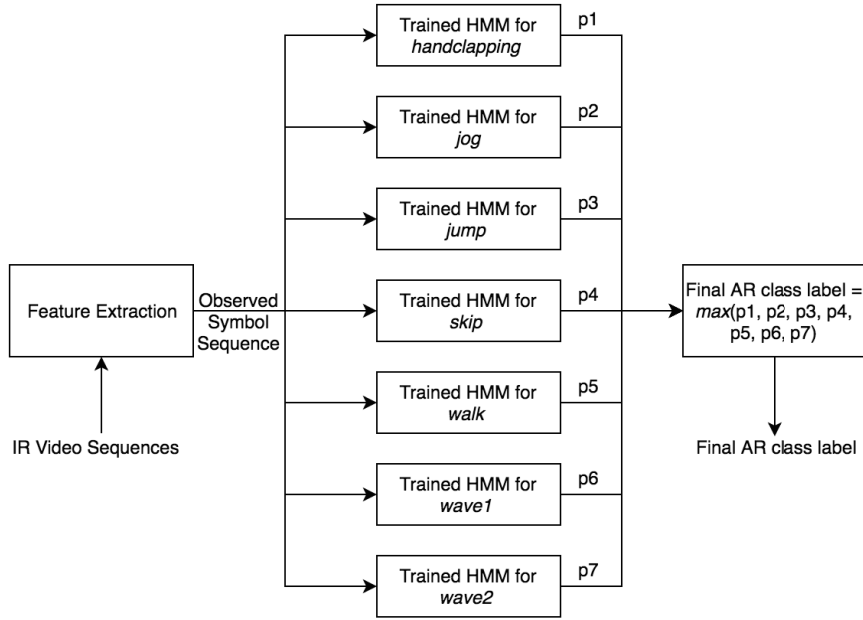 Trained HMM for
handclapping
p1
Trained HMM for
jog
p2
Trained HMM for
jump
p3
Feature Extraction
Observed
Symbol
Sequence
Trained HMM for
skip
p4
Final AR class label =
max(p1, p2, p3, p4,
p5, p6, p7)
Trained HMM for
walk
p5
IR Video Sequences
Final AR class label
Trained HMM for
wave1
p6
Trained HMM for
wave2
p7